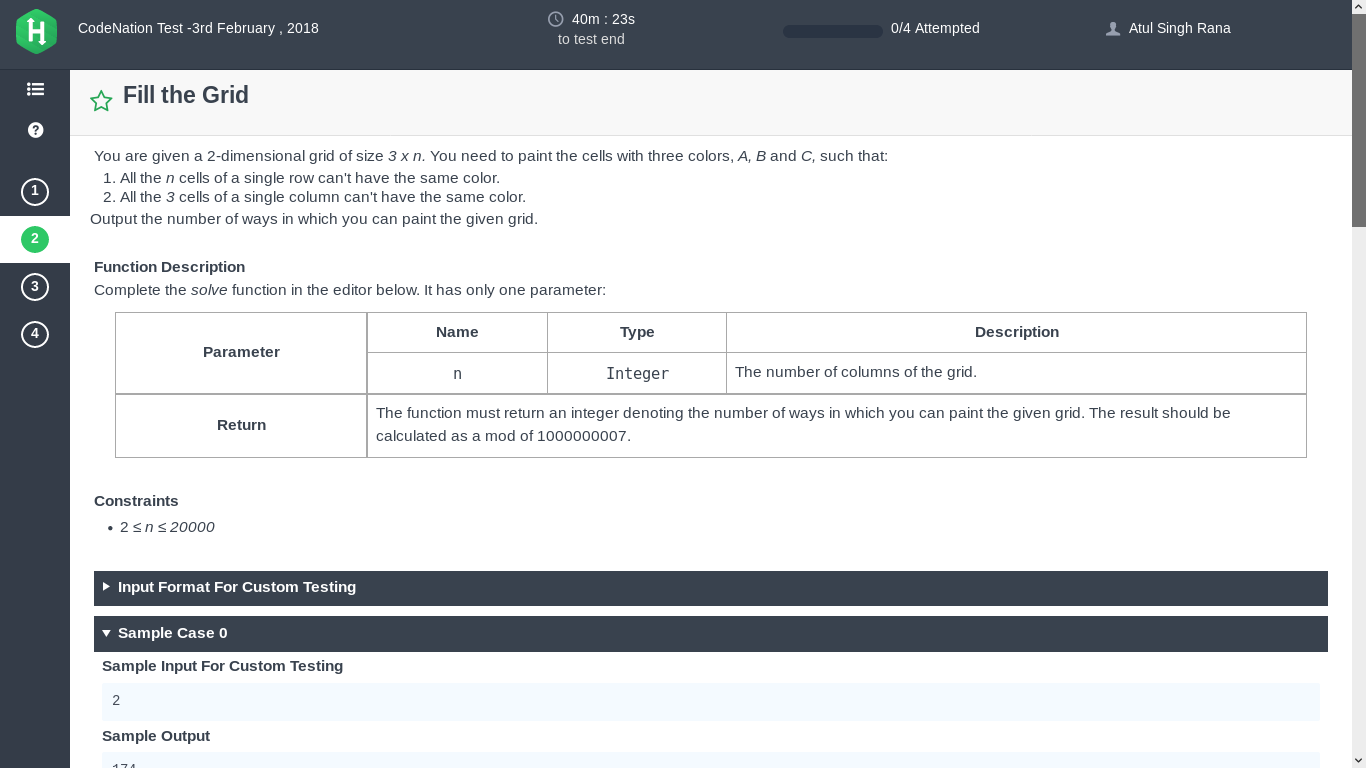 CodeNation Test -3rd February , 2018
40m : 23s
to test end
0/4 Attempted
Atul Singh Rana
Fill the Grid
1
2
3
4
You are given a 2-dimensional grid of size 3 x n. You need to paint the cells with three colors, A, B and C, such that:
1. All the n cells of a single row can't have the same color.
2. All the 3 cells of a single column can't have the same color.
Output the number of ways in which you can paint the given grid.
Function Description
Complete the solve function in the editor below. It has only one parameter:
Parameter
Name Type Description
n Integer The number of columns of the grid.
Return
The function must return an integer denoting the number of ways in which you can paint the given grid. The result should be
calculated as a mod of 1000000007.
Constraints
• 2 ≤ n ≤ 20000
Input Format For Custom Testing
Sample Case 0
Sample Input For Custom Testing
2
Sample Output
174